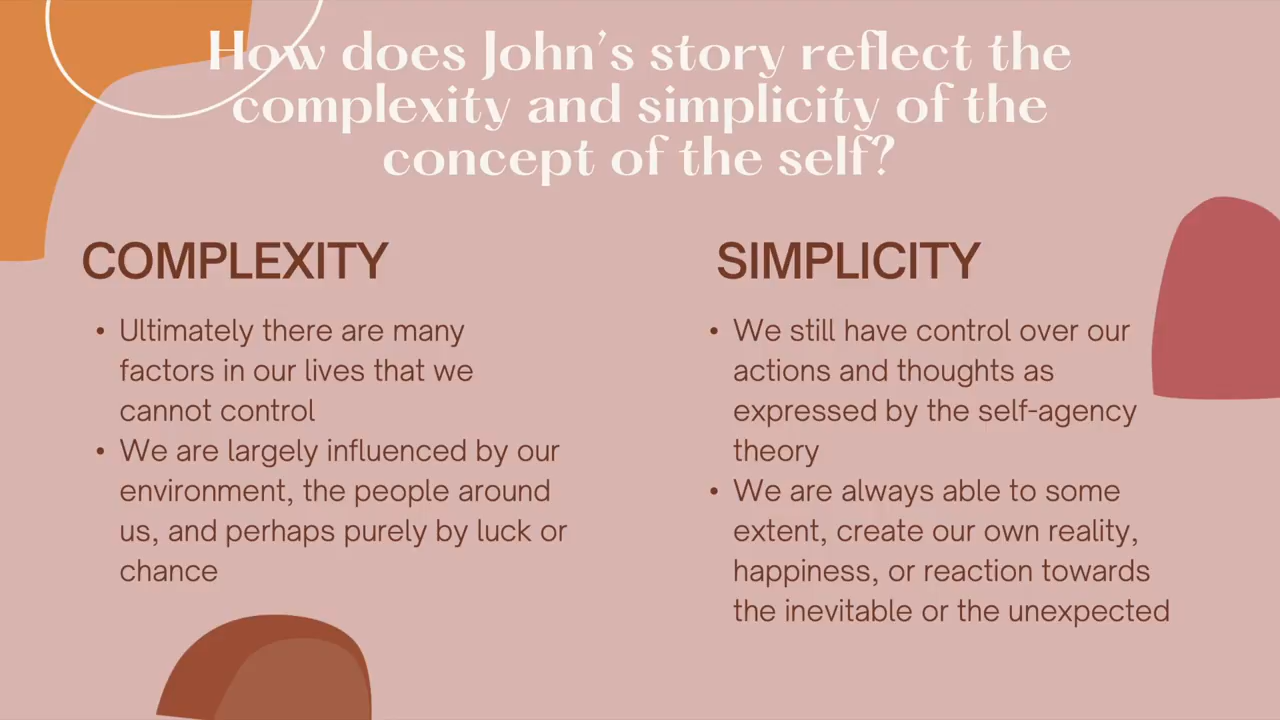 How does John's story reflect the
complexity and simplicity of the
concept of the self?
COMPLEXITY
• Ultimately there are many
factors in our lives that we
cannot control
• We are largely influenced by our
environment, the people around
us, and perhaps purely by luck or
chance
SIMPLICITY
• We still have control over our
actions and thoughts as
expressed by the self-agency
theory
• We are always able to some
extent, create our own reality,
happiness, or reaction towards
the inevitable or the unexpected